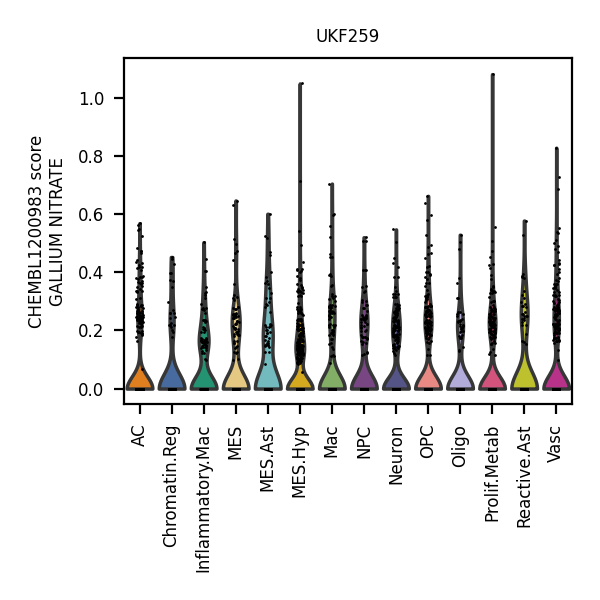 UKF259
CHEMBL1200983 score
GALLIUM NITRATE
1.0
0.8
0.6
0.4
0.2
0.0
AC
Chromatin.Reg
Inflammatory.Mac
MES
MES.Ast
MES.Hyp
Mac
NPC
Neuron
OPC
Oligo
Prolif.Metab
Reactive.Ast
Vasc